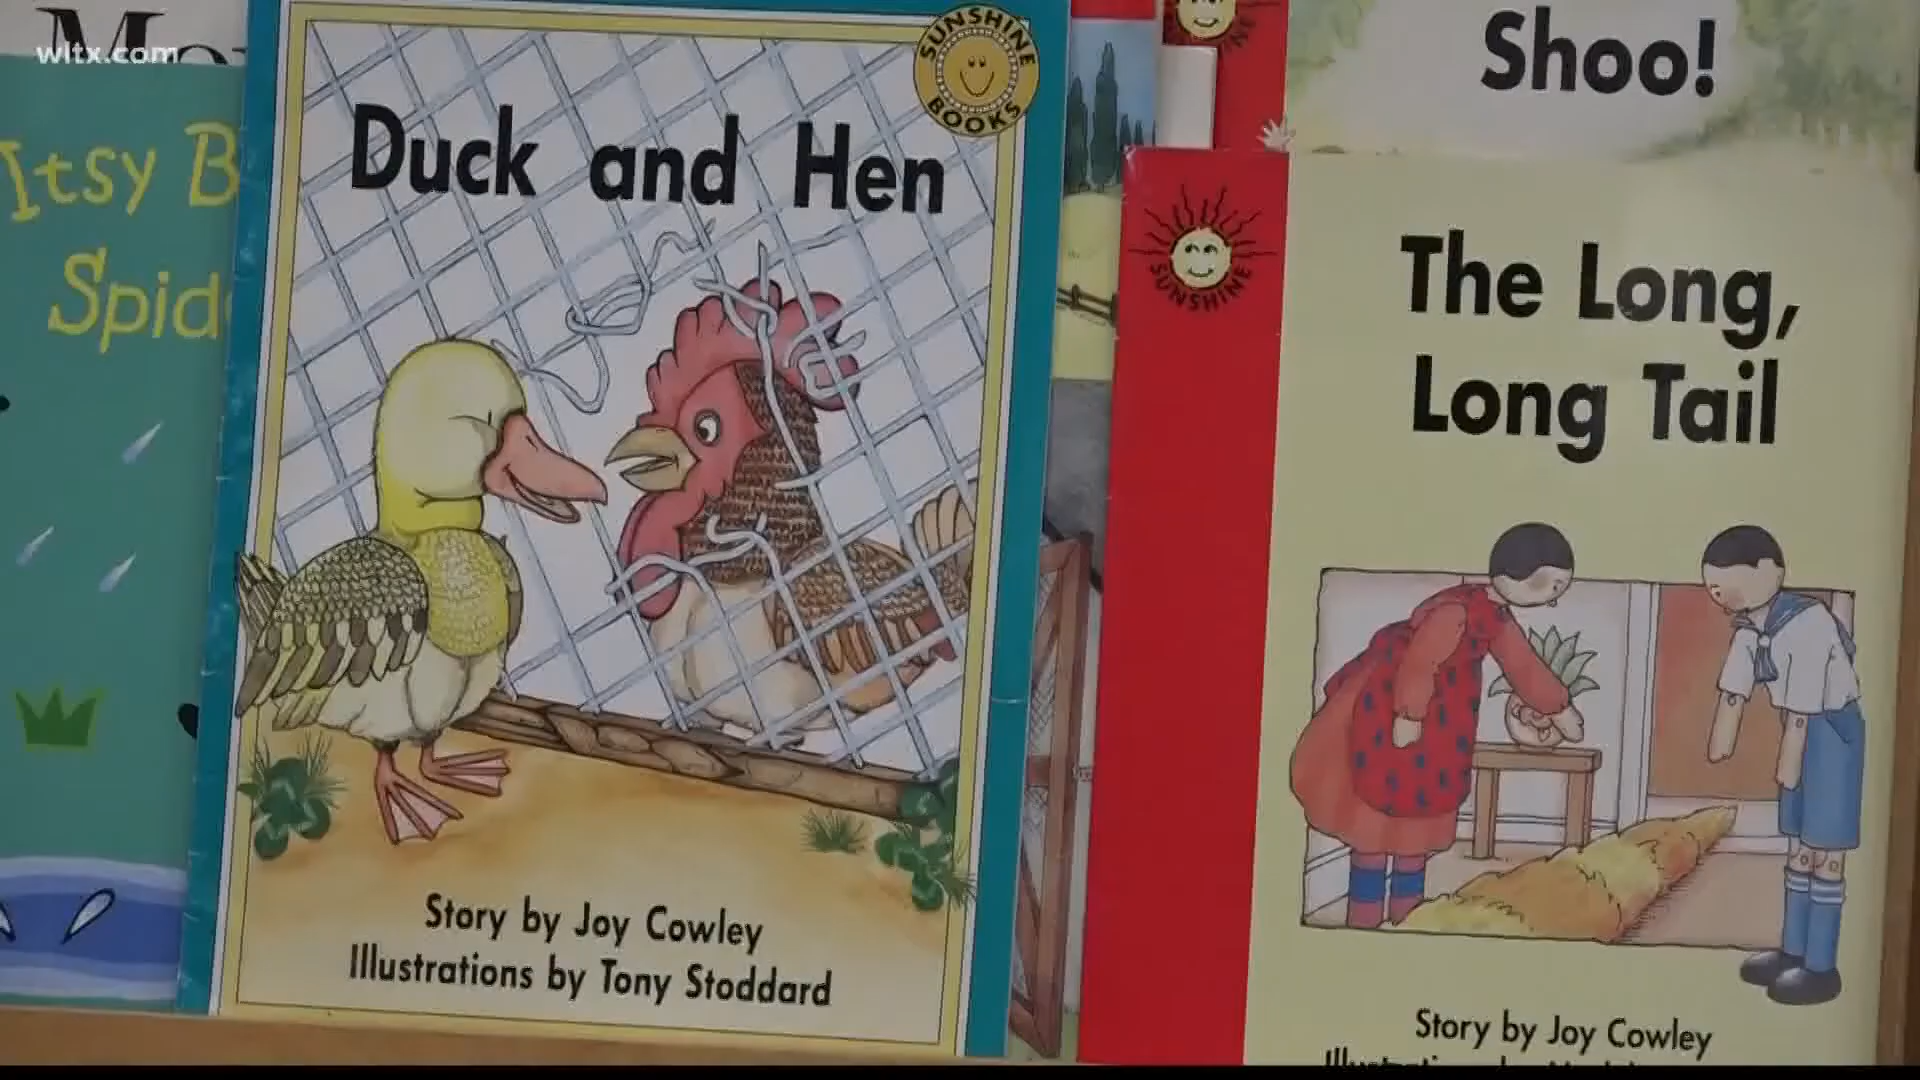 wltx.com
Itsy B
Spid
SUNSHINE
BOOKS
Duck and Hen
Story by Joy Cowley
Illustrations by Tony Stoddard
Shoo!
SUNSHINE
The Long,
Long Tail
Story by Joy Cowley